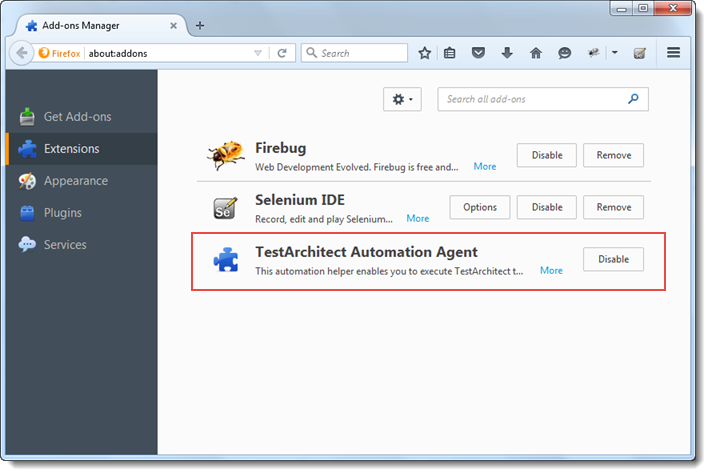 Add-ons Manager
Firefox about:addons Search
Search all add-ons
Get Add-ons
Extensions
Appearance
Plugins
Services
Firebug
Web Development Evolved. Firebug is free and... More
Disable Remove
Selenium IDE
Se
Record, edit and play Selenium... More
Options Disable Remove
TestArchitect Automation Agent
This automation helper enables you to execute TestArchitect t... More
Disable